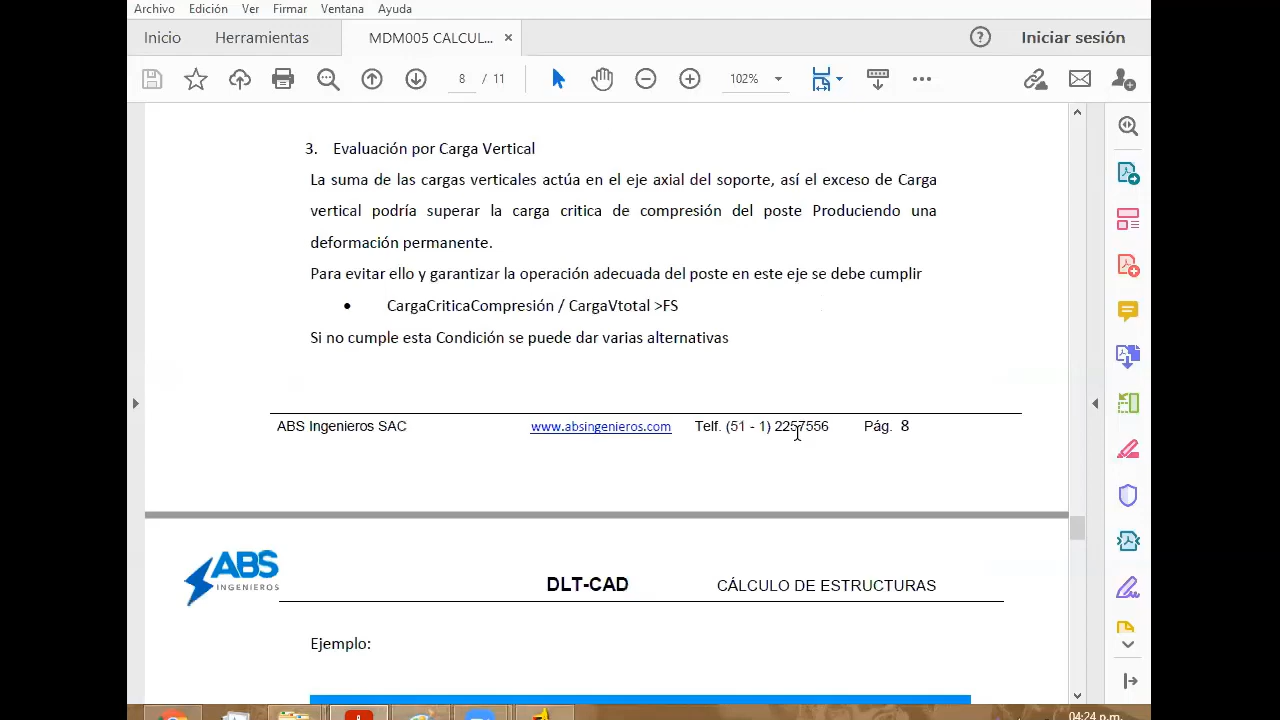 Archivo Edición Ver Firmar Ventana Ayuda
Inicio Herramientas MDM005 CALCUL... × ? Iniciar sesión
8 / 11 102%
3. Evaluación por Carga Vertical
La suma de las cargas verticales actúa en el eje axial del soporte, así el exceso de Carga
vertical podría superar la carga critica de compresión del poste Produciendo una
deformación permanente.
Para evitar ello y garantizar la operación adecuada del poste en este eje se debe cumplir
• CargaCriticaCompresión / CargaVtotal >FS
Si no cumple esta Condición se puede dar varias alternativas
ABS Ingenieros SAC www.absingenieros.com Telf. (51 - 1) 2257556 Pág. 8
ABS
INGENIEROS
DLT-CAD CÁLCULO DE ESTRUCTURAS
Ejemplo:
04:24 p.m.